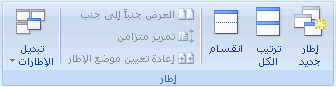 إطار
جديد
ترتيب
الكل
انقسام
العرض جنباً إلى جنب
تمرير متزامن
إعادة تعيين موضع الإطار
تبديل
الإطارات
إطار